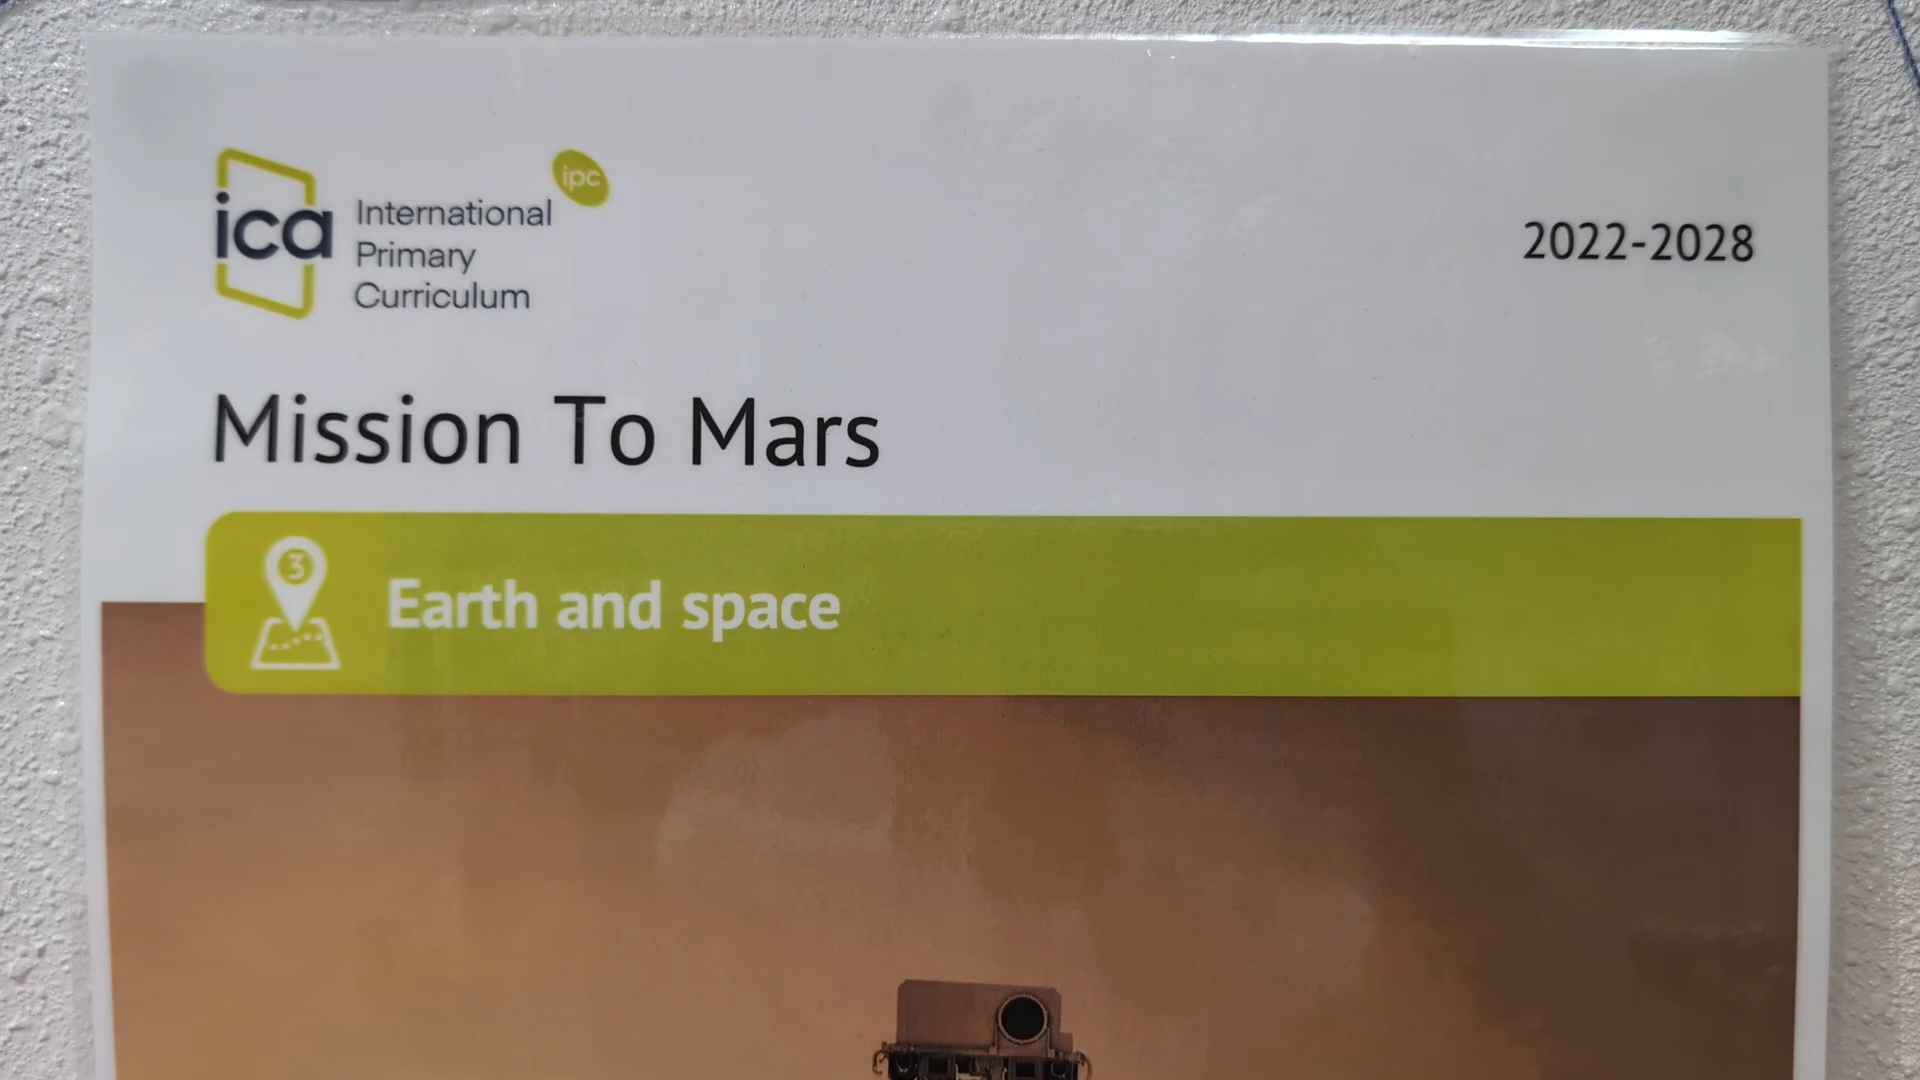 ica
International
Primary
Curriculum
ipc
2022-2028
Mission To Mars
3
Earth and space